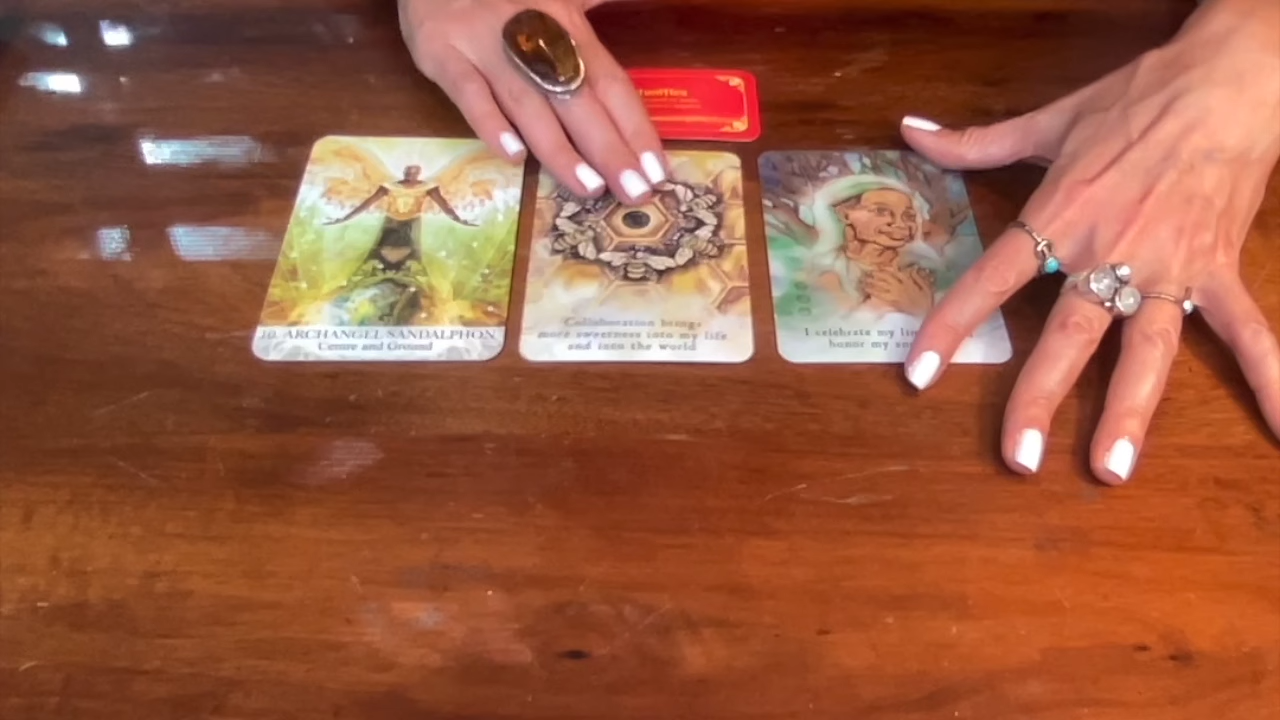 10. ARCHANGEL SANDALPHON
Centre and Ground
Collaboration brings
more sweetness into my life
and into the world
I celebrate my
honor my